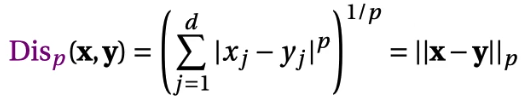 Dis_p(𝐱,𝐲) = (∑_{j=1}^{d} |x_j − y_j|^p)^{1/p} = ||𝐱 − 𝐲||_p